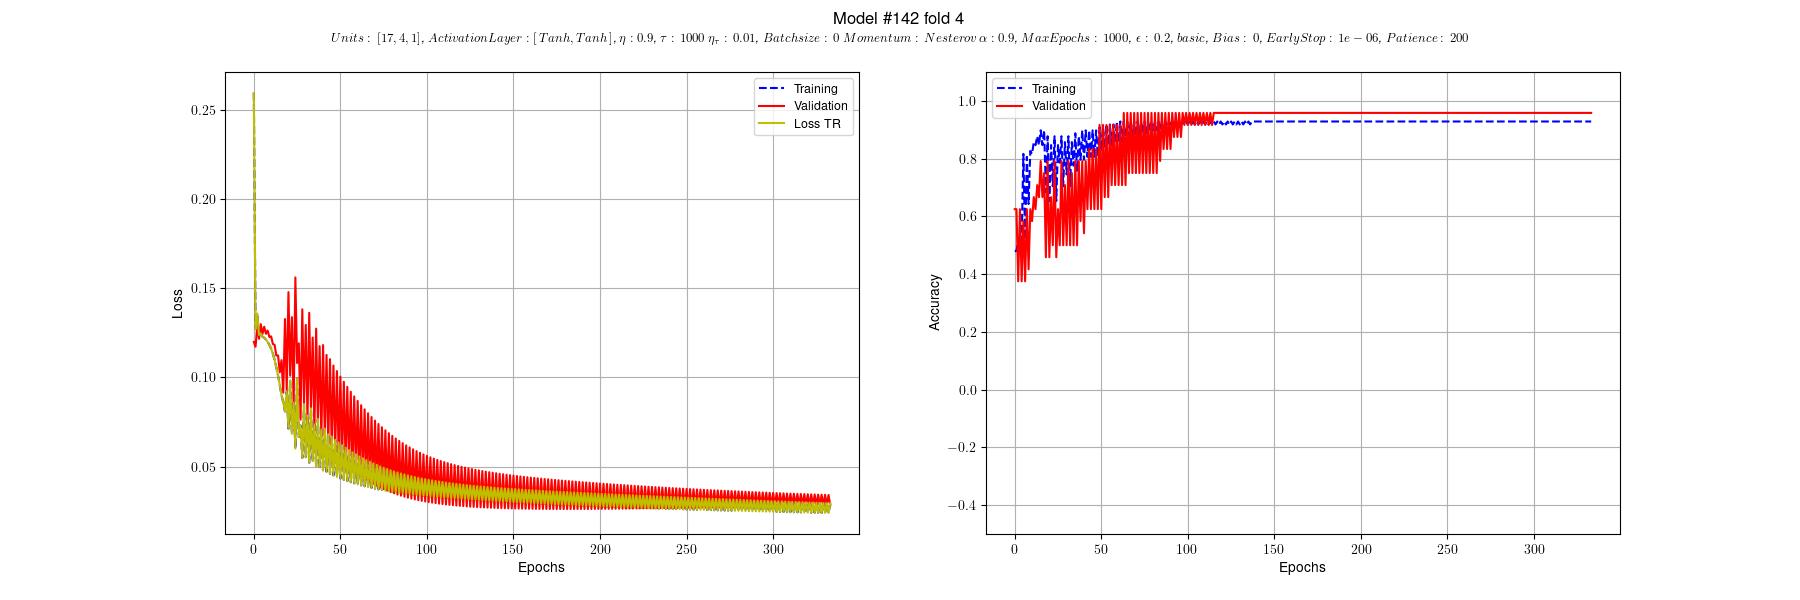 Model #142 fold 4
Units : [17, 4, 1], ActivationLayer : [Tanh, Tanh], η : 0.9, τ : 1000 η_τ : 0.01, Batchsize : 0 Momentum : Nesterov α : 0.9, MaxEpochs : 1000, ϵ : 0.2, basic, Bias : 0, EarlyStop : 1e − 06, Patience : 200
Training
Validation
Loss TR
0.25
0.20
0.15
0.10
0.05
Loss
0 50 100 150 200 250 300
Epochs
Training
Validation
1.0
0.8
0.6
0.4
0.2
0.0
−0.2
−0.4
Accuracy
0 50 100 150 200 250 300
Epochs